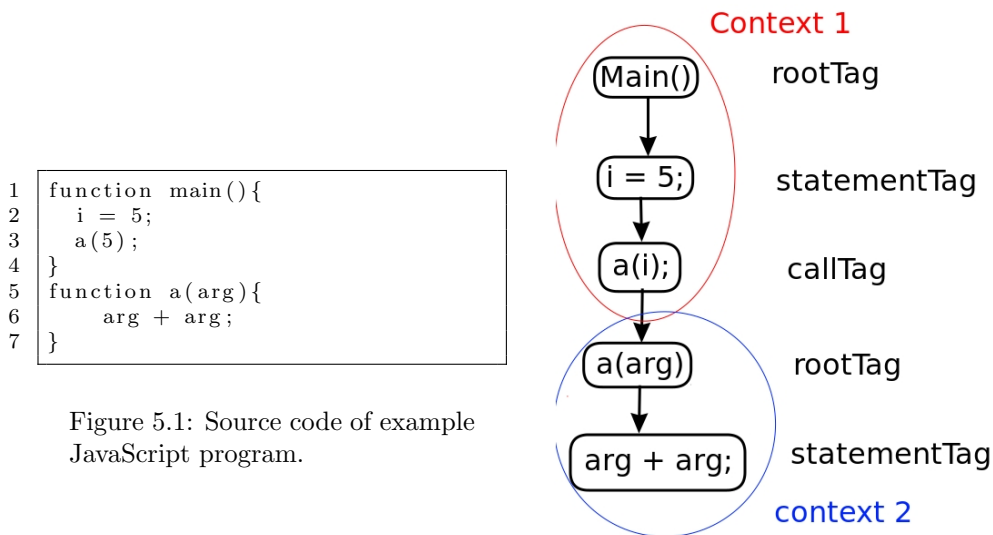 1 function main(){
2 i = 5;
3 a(5);
4 }
5 function a(arg){
6 arg + arg;
7 }
Figure 5.1: Source code of example
JavaScript program.
Context 1
Main() rootTag
i = 5; statementTag
a(i); callTag
a(arg) rootTag
arg + arg; statementTag
context 2